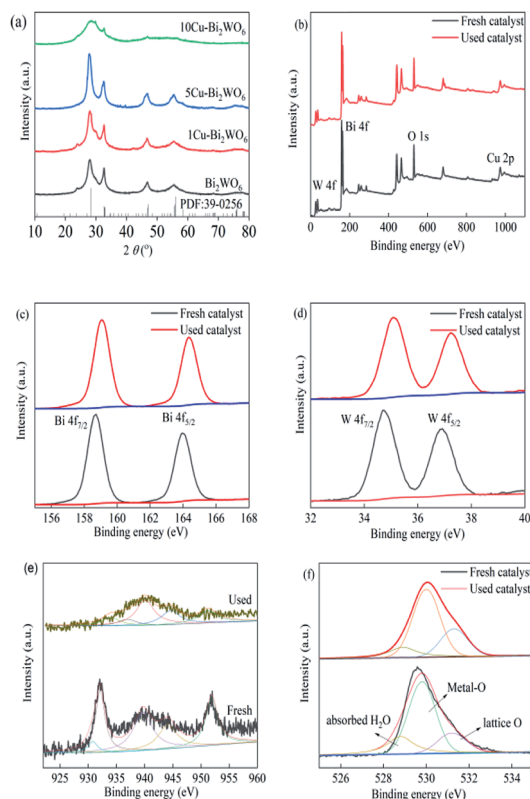 (a)
10Cu-Bi₂WO₆
5Cu-Bi₂WO₆
1Cu-Bi₂WO₆
Bi₂WO₆
PDF:39-0256
Intensity (a.u.)
10 20 30 40 50 60 70 80
2 θ (°)
(b)
Fresh catalyst
Used catalyst
Bi 4f
O 1s
W 4f
Cu 2p
Intensity (a.u.)
0 200 400 600 800 1000
Binding energy (eV)
(c)
Fresh catalyst
Used catalyst
Bi 4f₇/₂
Bi 4f₅/₂
Intensity (a.u.)
156 158 160 162 164 166 168
Binding energy (eV)
(d)
Fresh catalyst
Used catalyst
W 4f₇/₂
W 4f₅/₂
Intensity (a.u.)
32 34 36 38 40
Binding energy (eV)
(e)
Used
Fresh
Intensity (a.u.)
925 930 935 940 945 950 955 960
Binding energy (eV)
(f)
Fresh catalyst
Used catalyst
Metal-O
absorbed H₂O
lattice O
Intensity (a.u.)
526 528 530 532 534
Binding energy (eV)